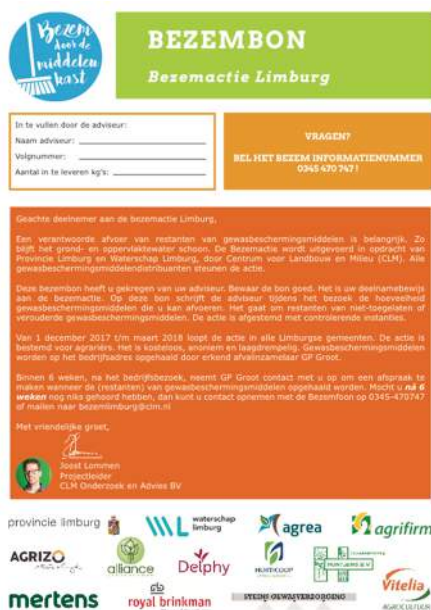 Bezem
door de
middelen
kast
BEZEMBON
Bezemactie Limburg
In te vullen door de adviseur:
Naam adviseur:
Volgnummer:
Aantal in te leveren kg's:
VRAGEN?
BEL HET BEZEM INFORMATIENUMMER
0345 470 747 !
Geachte deelnemer aan de bezemactie Limburg,
Een verantwoorde afvoer van restanten van gewasbeschermingsmiddelen is belangrijk. Zo
blijft het grond- en oppervlaktewater schoon. De Bezemactie wordt uitgevoerd in opdracht van
Provincie Limburg en Waterschap Limburg, door Centrum voor Landbouw en Milieu (CLM). Alle
gewasbeschermingsmiddelendistribuanten steunen de actie.
Deze bezembon heeft u gekregen van uw adviseur. Bewaar de bon goed. Het is uw deelnamebewijs
aan de bezemactie. Op deze bon schrijft de adviseur tijdens het bezoek de hoeveelheid
gewasbeschermingsmiddelen die u kan afvoeren. Het gaat om restanten van niet-toegelaten of
verouderde gewasbeschermingsmiddelen. De actie is afgestemd met controlerende instanties.
Van 1 december 2017 t/m maart 2018 loopt de actie in alle Limburgse gemeenten. De actie is
bestemd voor agrariërs. Het is kosteloos, anoniem en laagdrempelig. Gewasbeschermingsmiddelen
worden op het bedrijfsadres opgehaald door erkend afvalinzamelaar GP Groot.
Binnen 6 weken, na het bedrijfsbezoek, neemt GP Groot contact met u op om een afspraak te
maken wanneer de (restanten) van gewasbeschermingsmiddelen opgehaald worden. Mocht u ná 6
weken nog niks gehoord hebben, dan kunt u contact opnemen met de Bezemfoon op 0345-470747
of mailen naar bezemlimburg@clm.nl
Met vriendelijke groet,
Joost Lommen
Projectleider
CLM Onderzoek en Advies BV
provincie limburg
waterschap
limburg
agrea
agrifirm
AGRIZO
alliance
Delphy
HORTICOOP
mertens
royal brinkman
STEINS GEWASVERZORGING
Vitelia
AGROCULTUUR